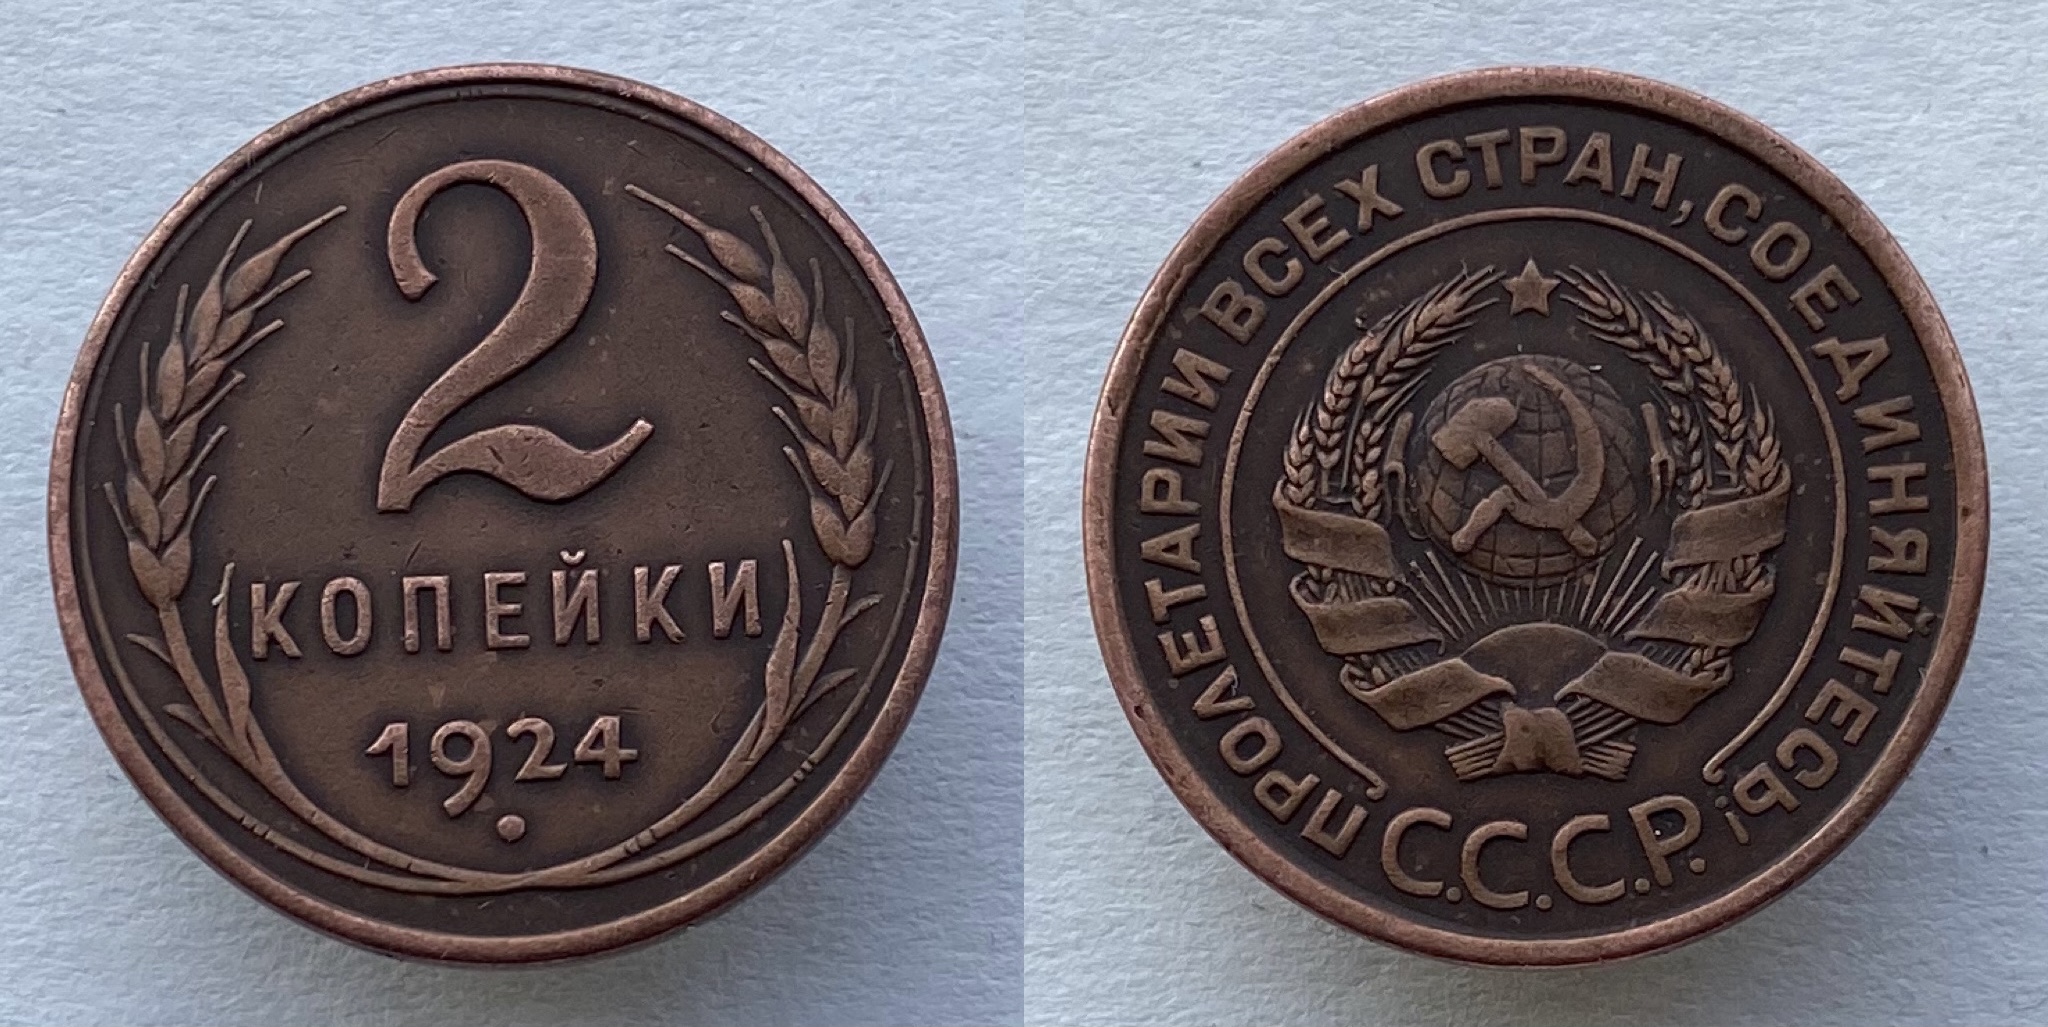 2
КОПЕЙКИ
1924
ПРОЛЕТАРИИ ВСЕХ СТРАН, СОЕДИНЯЙТЕСЬ!
С.С.С.Р.